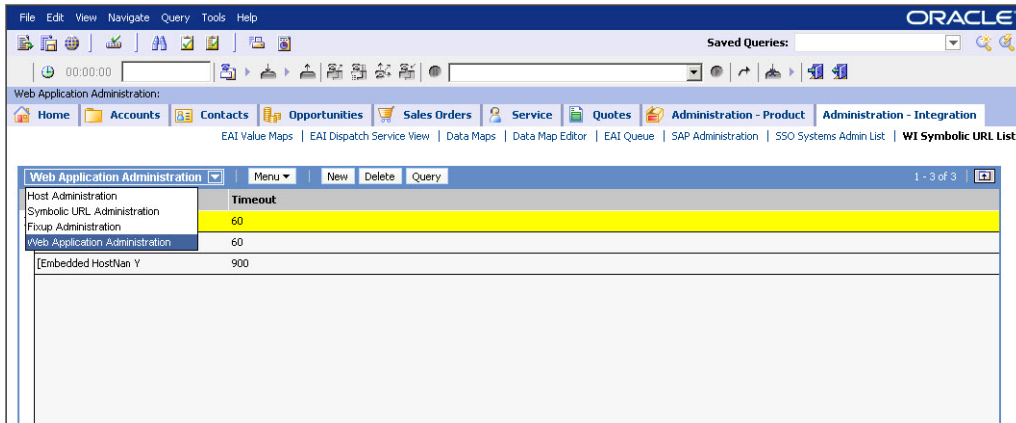 File Edit View Navigate Query Tools Help ORACLE
Saved Queries:
00:00:00
Web Application Administration:
Home Accounts Contacts Opportunities Sales Orders Service Quotes Administration - Product Administration - Integration
EAI Value Maps | EAI Dispatch Service View | Data Maps | Data Map Editor | EAI Queue | SAP Administration | SSO Systems Admin List | WI Symbolic URL List
Web Application Administration Menu New Delete Query 1 - 3 of 3
Host Administration
Timeout
Symbolic URL Administration
Fixup Administration
60
Web Application Administration
60
[Embedded HostNan Y 900